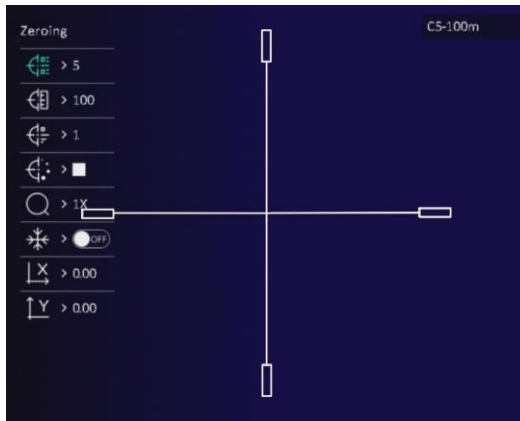 Zeroing
C5-100m
> 5
> 100
> 1
>
> 1X
> OFF
X > 0.00
Y > 0.00